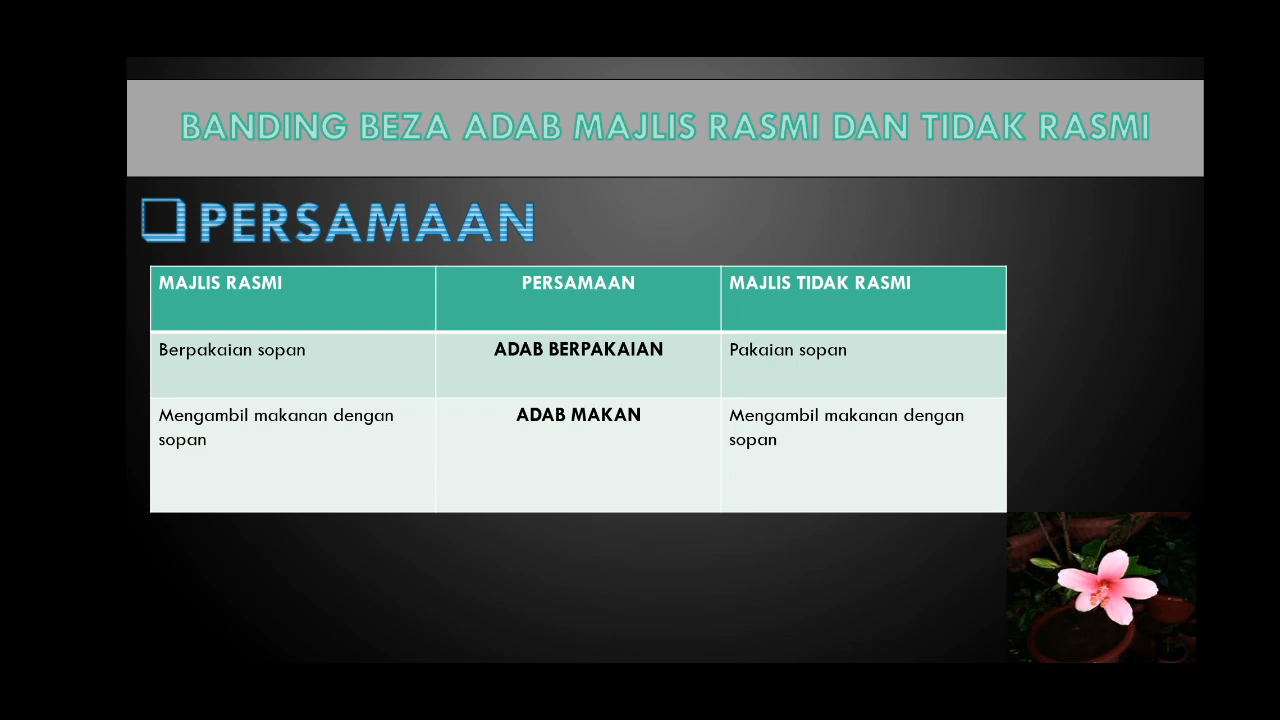 BANDING BEZA ADAB MAJLIS RASMI DAN TIDAK RASMI
PERSAMAAN
MAJLIS RASMI
PERSAMAAN
MAJLIS TIDAK RASMI
Berpakaian sopan
ADAB BERPAKAIAN
Pakaian sopan
Mengambil makanan dengan
sopan
ADAB MAKAN
Mengambil makanan dengan
sopan